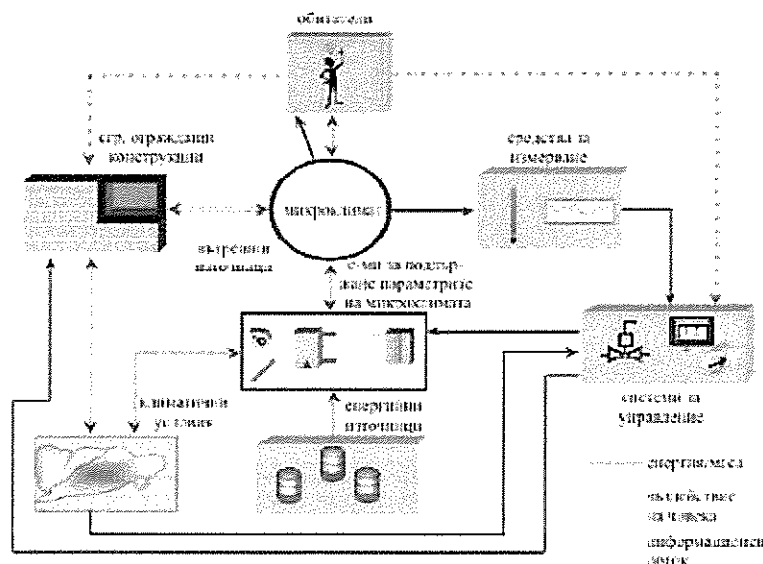 обитатели
стр. ограждащи
конструкции
средства за
измерване
микроклимат
вътрешни
източници
с-ми за поддър-
жане параметрите
на микроклимата
климатични
условия
енергийни
източници
системи за
управление
енергия/маса
въздействие
на човека
информационен
поток